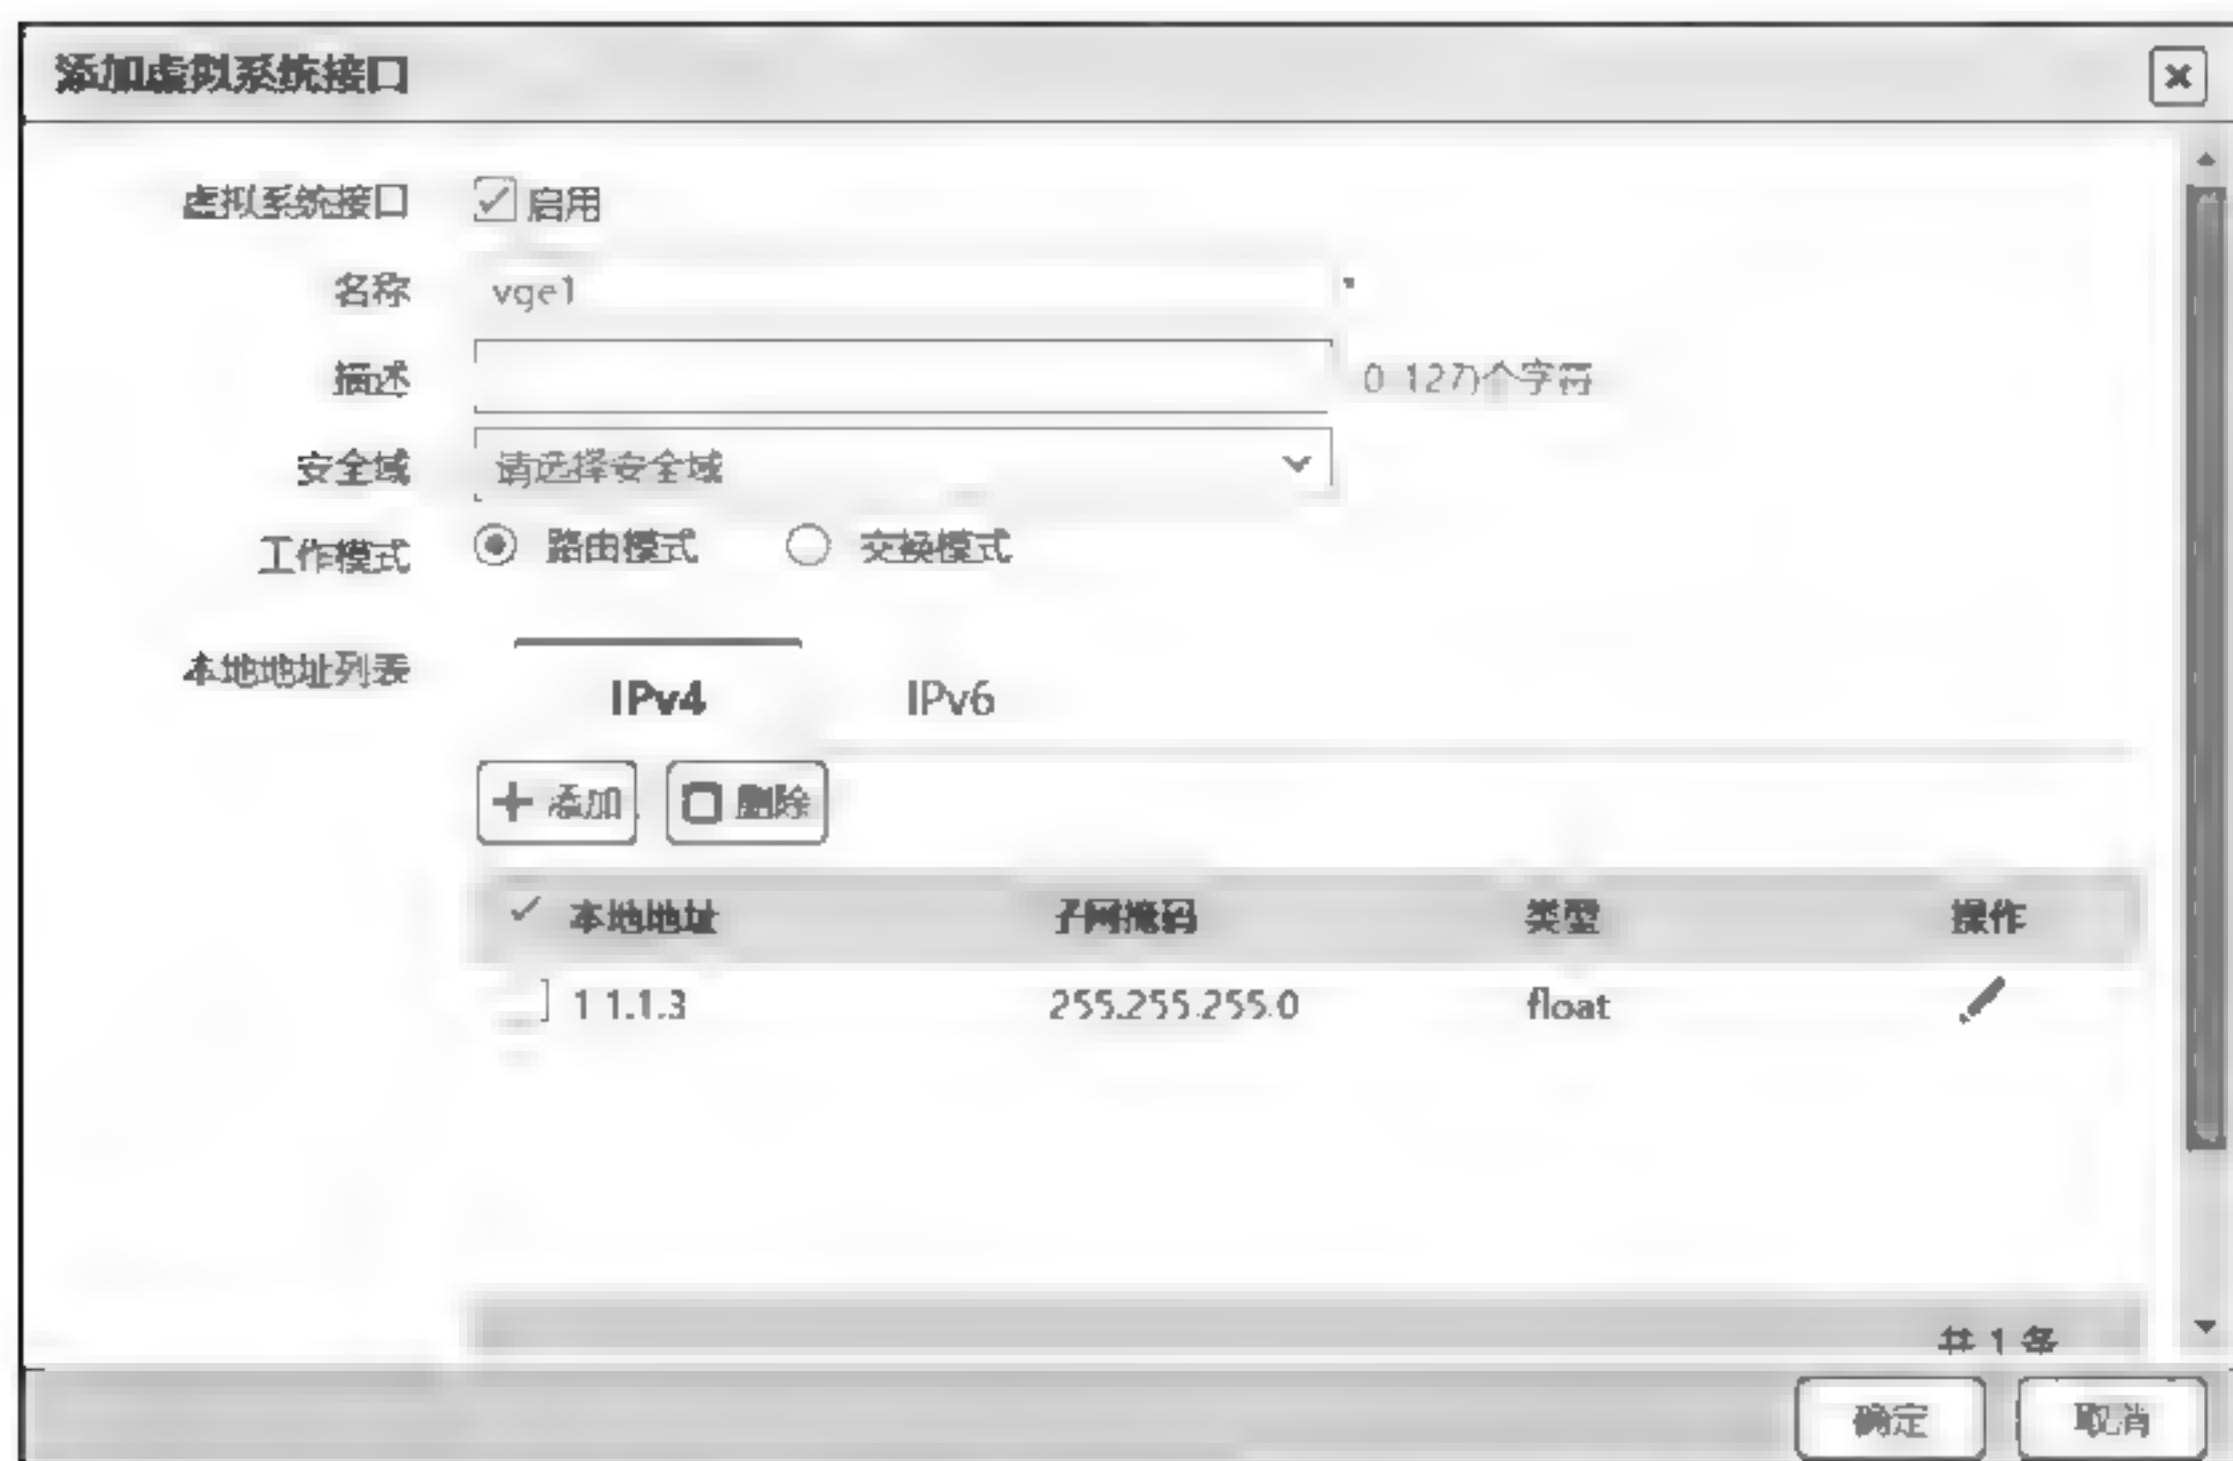 添加虚拟系统接口
虚拟系统接口 启用
名称 vge1 *
描述 0-127)个字符
安全域 请选择安全域
工作模式 路由模式 交换模式
本地地址列表
IPv4 IPv6
添加 删除
本地地址 子网掩码 类型 操作
1.1.1.3 255.255.255.0 float
共 1 条
确定 取消